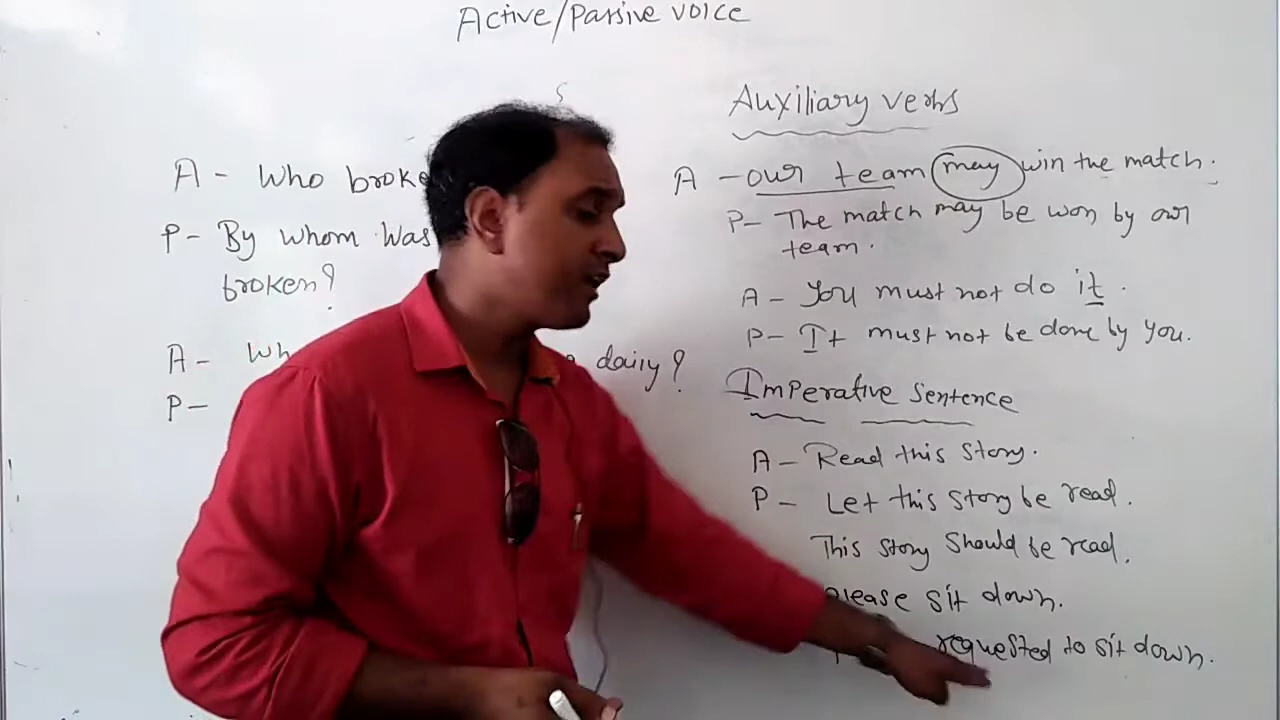 Active/Passive voice
A - Who broke
P- By whom was
broken?
A -
dairy?
P-
Auxiliary verbs
A - our team may win the match.
P- The match may be won by our
team.
A - You must not do it.
P- It must not be done by you.
Imperative Sentence
A - Read this story.
P - Let this story be read.
This story should be read.
please sit down.
requested to sit down.